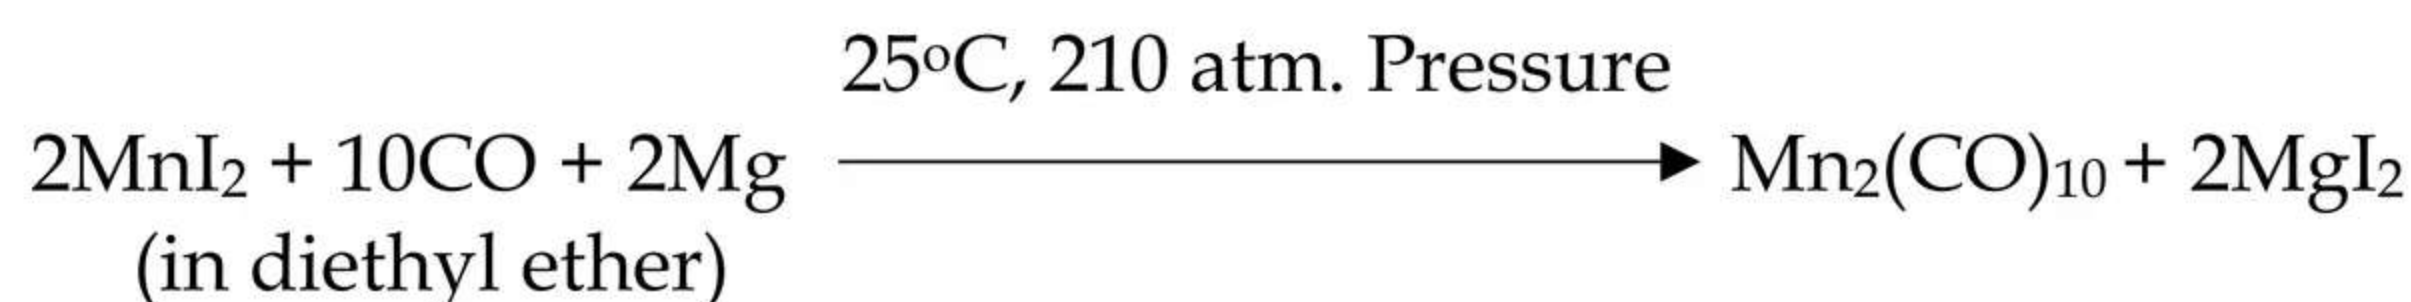 25ºC, 210 atm. Pressure
2MnI₂ + 10CO + 2Mg ⟶ Mn₂(CO)₁₀ + 2MgI₂
(in diethyl ether)